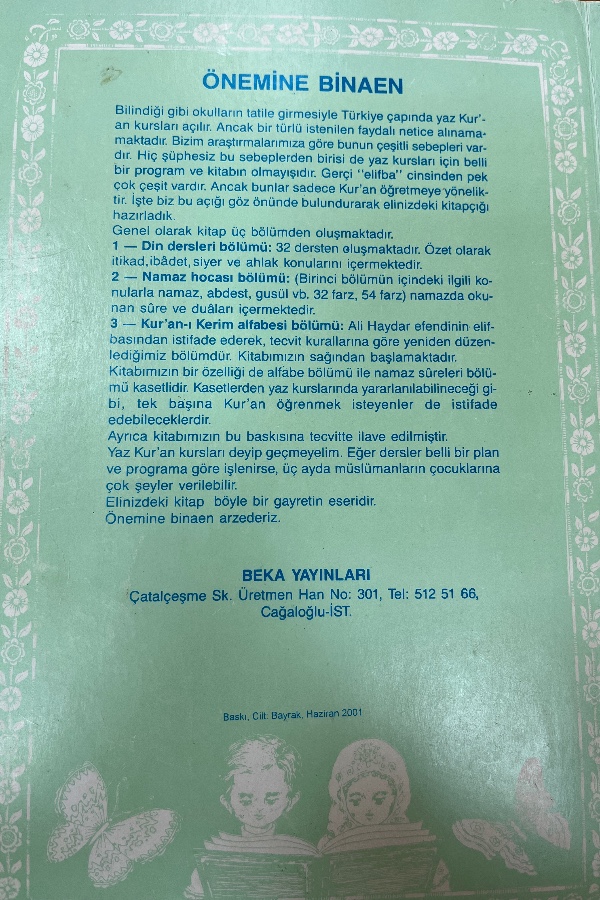 ÖNEMİNE BİNAEN
Bilindiği gibi okulların tatile girmesiyle Türkiye çapında yaz Kur'-
an kursları açılır. Ancak bir türlü istenilen faydalı netice alınama-
maktadır. Bizim araştırmalarımıza göre bunun çeşitli sebepleri var-
dır. Hiç şüphesiz bu sebeplerden birisi de yaz kursları için belli
bir program ve kitabın olmayışıdır. Gerçi "elifba" cinsinden pek
çok çeşit vardır. Ancak bunlar sadece Kur'an öğretmeye yönelik-
tir. İşte biz bu açığı göz önünde bulundurarak elinizdeki kitapçığı
hazırladık.
Genel olarak kitap üç bölümden oluşmaktadır.
1 — Din dersleri bölümü: 32 dersten oluşmaktadır. Özet olarak
itikad,ibâdet,siyer ve ahlak konularını içermektedir.
2 — Namaz hocası bölümü: (Birinci bölümün içindeki ilgili ko-
nularla namaz, abdest, gusül vb. 32 farz, 54 farz) namazda oku-
nan sûre ve duâları içermektedir.
3 — Kur'an-ı Kerim alfabesi bölümü: Ali Haydar efendinin elif-
basından istifade ederek, tecvit kurallarına göre yeniden düzen-
lediğimiz bölümdür. Kitabımızın sağından başlamaktadır.
Kitabımızın bir özelliği de alfabe bölümü ile namaz sûreleri bölü-
mü kasetlidir. Kasetlerden yaz kurslarında yararlanılabilineceği gi-
bi, tek başına Kur'an öğrenmek isteyenler de istifade
edebileceklerdir.
Ayrıca kitabımızın bu baskısına tecvitte ilave edilmiştir.
Yaz Kur'an kursları deyip geçmeyelim. Eğer dersler belli bir plan
ve programa göre işlenirse, üç ayda müslümanların çocuklarına
çok şeyler verilebilir.
Elinizdeki kitap böyle bir gayretin eseridir.
Önemine binaen arzederiz.
BEKA YAYINLARI
Çatalçeşme Sk. Üretmen Han No: 301, Tel: 512 51 66,
Cağaloğlu-İST.
Baskı, Cilt: Bayrak, Haziran 2001